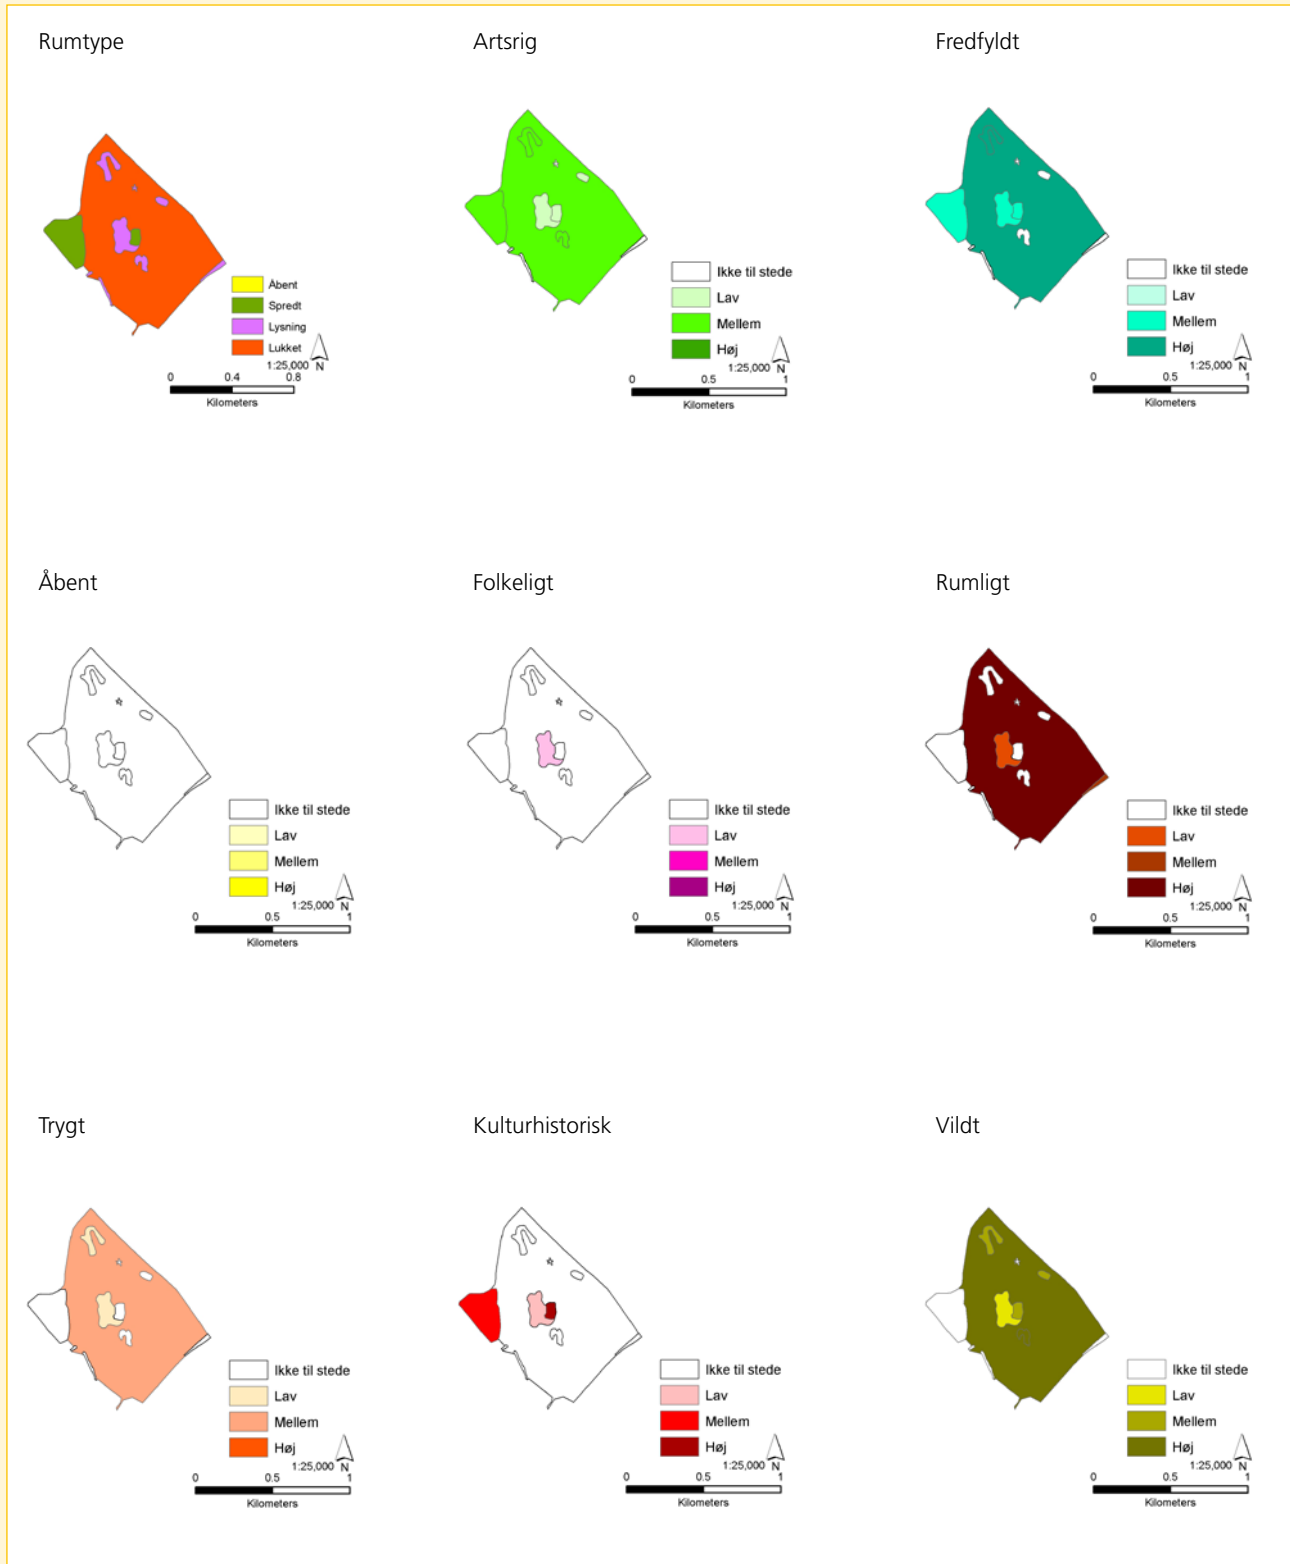 Rumtype
Åbent
Spredt
Lysning
Lukket
1:25,000 N
0 0.4 0.8
Kilometers
Artsrig
Ikke til stede
Lav
Mellem
Høj
1:25,000 N
0 0.5 1
Kilometers
Fredfyldt
Ikke til stede
Lav
Mellem
Høj
1:25,000 N
0 0.5 1
Kilometers
Åbent
Ikke til stede
Lav
Mellem
Høj
1:25,000 N
0 0.5 1
Kilometers
Folkeligt
Ikke til stede
Lav
Mellem
Høj
1:25,000 N
0 0.5 1
Kilometers
Rumligt
Ikke til stede
Lav
Mellem
Høj
1:25,000 N
0 0.5 1
Kilometers
Trygt
Ikke til stede
Lav
Mellem
Høj
1:25,000 N
0 0.5 1
Kilometers
Kulturhistorisk
Ikke til stede
Lav
Mellem
Høj
1:25,000 N
0 0.5 1
Kilometers
Vildt
Ikke til stede
Lav
Mellem
Høj
1:25,000 N
0 0.5 1
Kilometers